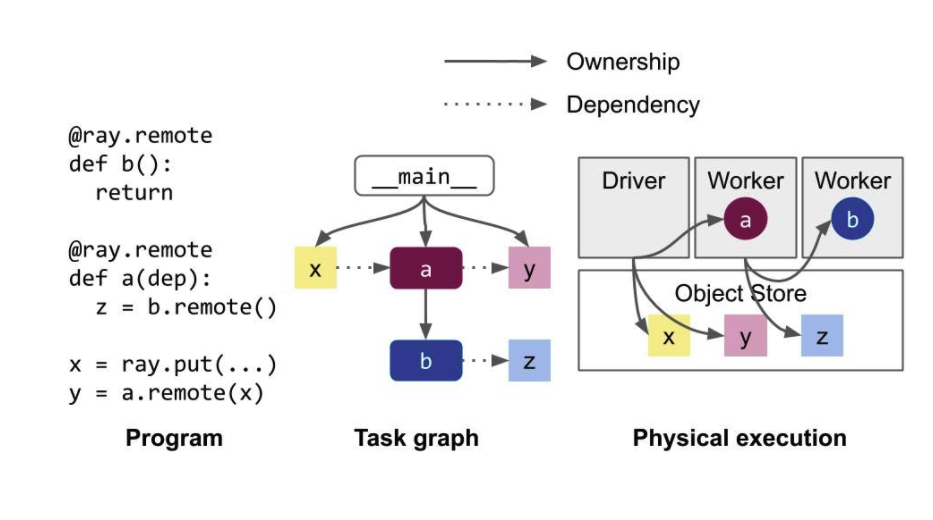 Ownership
Dependency
@ray.remote
def b():
  return
@ray.remote
def a(dep):
  z = b.remote()
x = ray.put(...)
y = a.remote(x)
Program
__main__
x
a
y
b
z
Task graph
Driver
Worker
Worker
a
b
Object Store
x
y
z
Physical execution